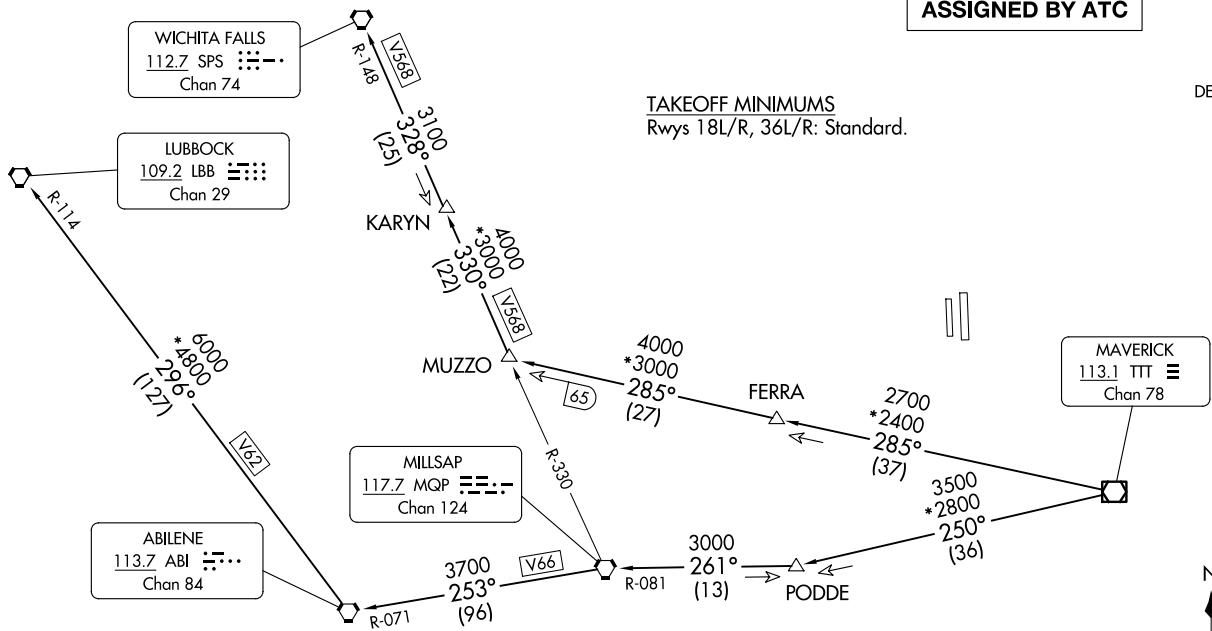 ASSIGNED BY ATC
WICHITA FALLS
112.7 SPS
Chan 74
R-148
V568
3100
328°
(25)
TAKEOFF MINIMUMS
Rwys 18L/R, 36L/R: Standard.
DE
LUBBOCK
109.2 LBB
Chan 29
R-114
KARYN
4000
*3000
330°
(22)
V568
MUZZO
6000
*4800
296°
(127)
V62
4000
*3000
285°
(27)
65
FERRA
2700
*2400
285°
(37)
MAVERICK
113.1 TTT
Chan 78
R-330
MILLSAP
117.7 MQP
Chan 124
3500
*2800
250°
(36)
ABILENE
113.7 ABI
Chan 84
R-071
3700
253°
(96)
V66
R-081
3000
261°
(13)
PODDE
N